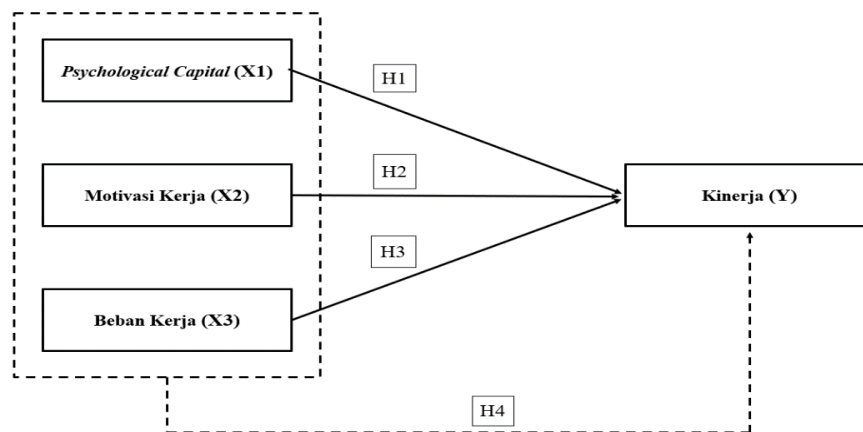 Psychological Capital (X1)
H1
Motivasi Kerja (X2)
H2
Kinerja (Y)
H3
Beban Kerja (X3)
H4